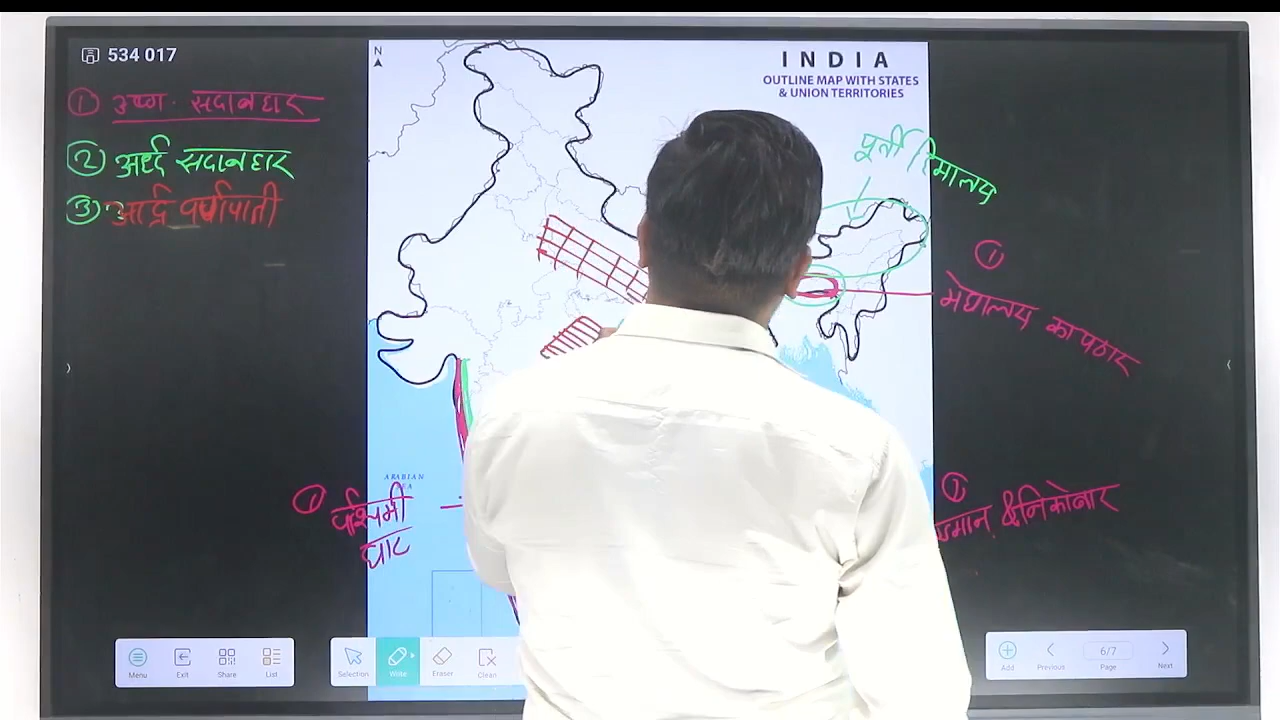 534 017
① उष्ण. सदाबहार
② अर्ध्द सदाबहार
③ आर्द्र पर्णपाती
N
INDIA
OUTLINE MAP WITH STATES
& UNION TERRITORIES
हिमालय
①
मेघालय का पठार
ARABIAN
①
पश्चिमी
घाट
①
&निकोबार
Menu
Exit
Share
List
Selection
Write
Eraser
Clean
Add
Previous
6/7
Page
Next